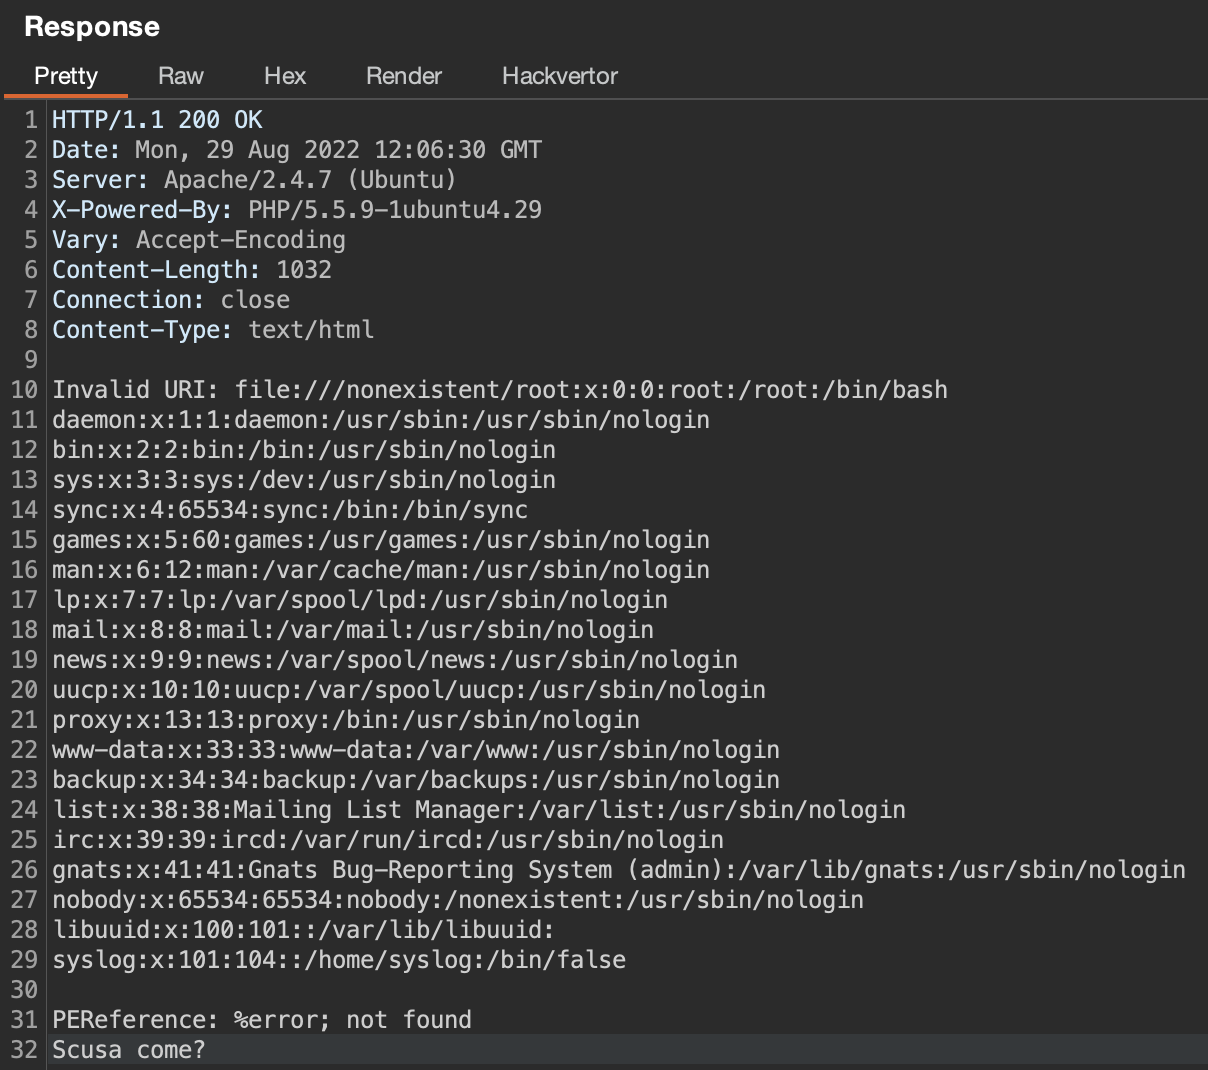 Response
Pretty Raw Hex Render Hackvertor
1 HTTP/1.1 200 OK
2 Date: Mon, 29 Aug 2022 12:06:30 GMT
3 Server: Apache/2.4.7 (Ubuntu)
4 X-Powered-By: PHP/5.5.9-1ubuntu4.29
5 Vary: Accept-Encoding
6 Content-Length: 1032
7 Connection: close
8 Content-Type: text/html
9
10 Invalid URI: file:///nonexistent/root:x:0:0:root:/root:/bin/bash
11 daemon:x:1:1:daemon:/usr/sbin:/usr/sbin/nologin
12 bin:x:2:2:bin:/bin:/usr/sbin/nologin
13 sys:x:3:3:sys:/dev:/usr/sbin/nologin
14 sync:x:4:65534:sync:/bin:/bin/sync
15 games:x:5:60:games:/usr/games:/usr/sbin/nologin
16 man:x:6:12:man:/var/cache/man:/usr/sbin/nologin
17 lp:x:7:7:lp:/var/spool/lpd:/usr/sbin/nologin
18 mail:x:8:8:mail:/var/mail:/usr/sbin/nologin
19 news:x:9:9:news:/var/spool/news:/usr/sbin/nologin
20 uucp:x:10:10:uucp:/var/spool/uucp:/usr/sbin/nologin
21 proxy:x:13:13:proxy:/bin:/usr/sbin/nologin
22 www-data:x:33:33:www-data:/var/www:/usr/sbin/nologin
23 backup:x:34:34:backup:/var/backups:/usr/sbin/nologin
24 list:x:38:38:Mailing List Manager:/var/list:/usr/sbin/nologin
25 irc:x:39:39:ircd:/var/run/ircd:/usr/sbin/nologin
26 gnats:x:41:41:Gnats Bug-Reporting System (admin):/var/lib/gnats:/usr/sbin/nologin
27 nobody:x:65534:65534:nobody:/nonexistent:/usr/sbin/nologin
28 libuuid:x:100:101::/var/lib/libuuid:
29 syslog:x:101:104::/home/syslog:/bin/false
30
31 PEReference: %error; not found
32 Scusa come?